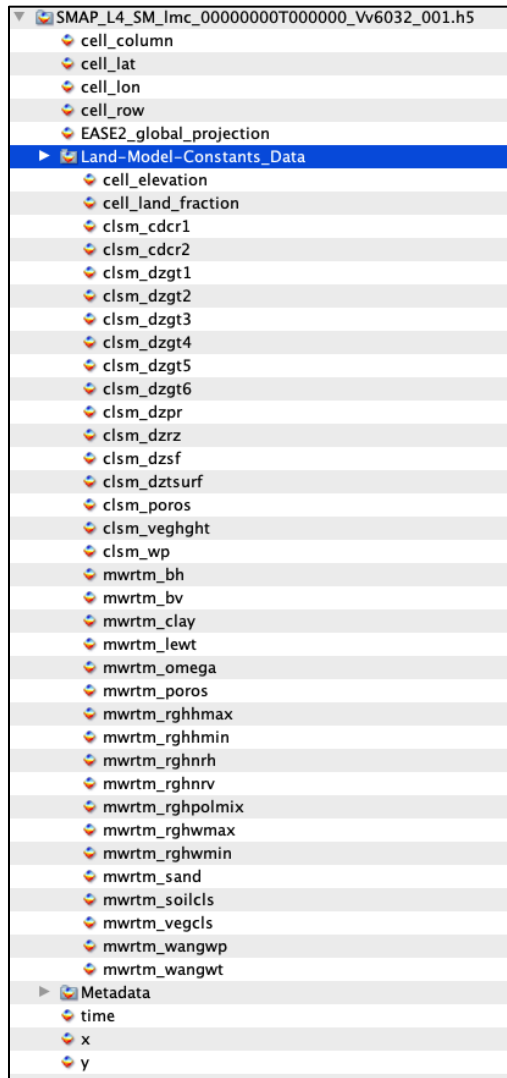 SMAP_L4_SM_lmc_00000000T000000_Vv6032_001.h5
cell_column
cell_lat
cell_lon
cell_row
EASE2_global_projection
Land-Model-Constants_Data
cell_elevation
cell_land_fraction
clsm_cdcr1
clsm_cdcr2
clsm_dzgt1
clsm_dzgt2
clsm_dzgt3
clsm_dzgt4
clsm_dzgt5
clsm_dzgt6
clsm_dzpr
clsm_dzrz
clsm_dzsf
clsm_dztsurf
clsm_poros
clsm_veghght
clsm_wp
mwrtm_bh
mwrtm_bv
mwrtm_clay
mwrtm_lewt
mwrtm_omega
mwrtm_poros
mwrtm_rghhmax
mwrtm_rghhmin
mwrtm_rghnrh
mwrtm_rghnrv
mwrtm_rghpolmix
mwrtm_rghwmax
mwrtm_rghwmin
mwrtm_sand
mwrtm_soilcls
mwrtm_vegcls
mwrtm_wangwp
mwrtm_wangwt
Metadata
time
x
y